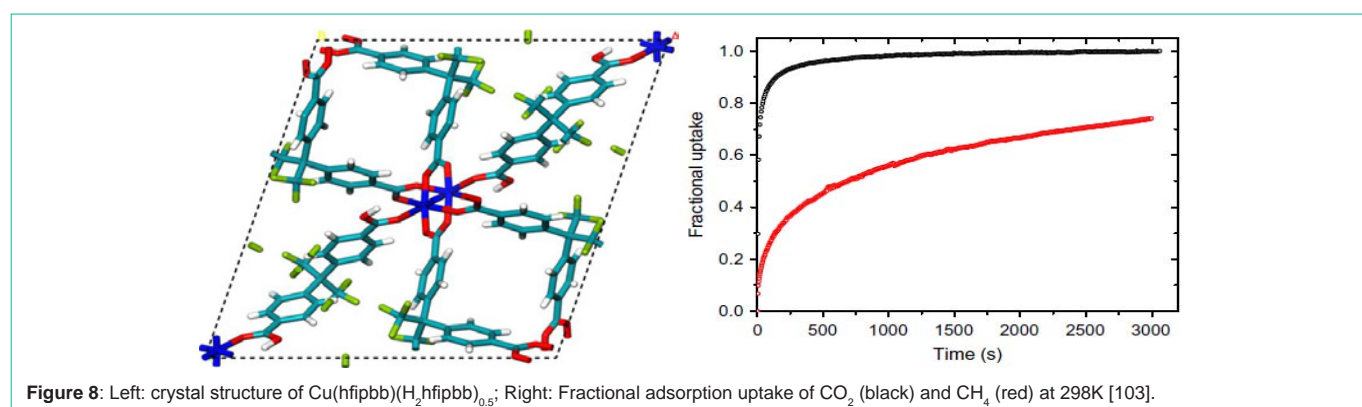 1.0
0.8
0.6
0.4
0.2
0.0
Fractional uptake
0 500 1000 1500 2000 2500 3000
Time (s)
Figure 8: Left: crystal structure of Cu(hfipbb)(H2hfipbb)0.5; Right: Fractional adsorption uptake of CO2 (black) and CH4 (red) at 298K [103].